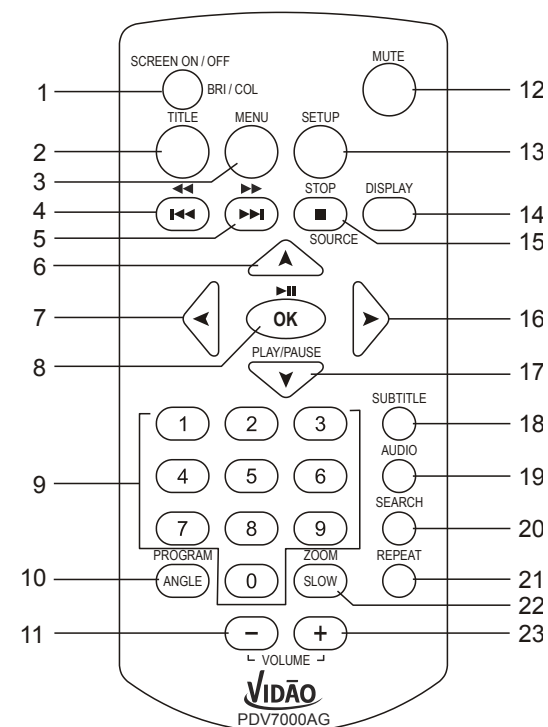 SCREEN ON / OFF
MUTE
1
BRI / COL
12
TITLE
MENU
SETUP
2
13
3
STOP
DISPLAY
4
14
5
15
SOURCE
6
7
OK
16
8
PLAY/PAUSE
17
SUBTITLE
1 2 3
18
AUDIO
9
4 5 6
19
SEARCH
7 8 9
20
PROGRAM
ZOOM
REPEAT
10
ANGLE
0
SLOW
21
22
11
− +
23
VOLUME
VIDĀO
PDV7000AG